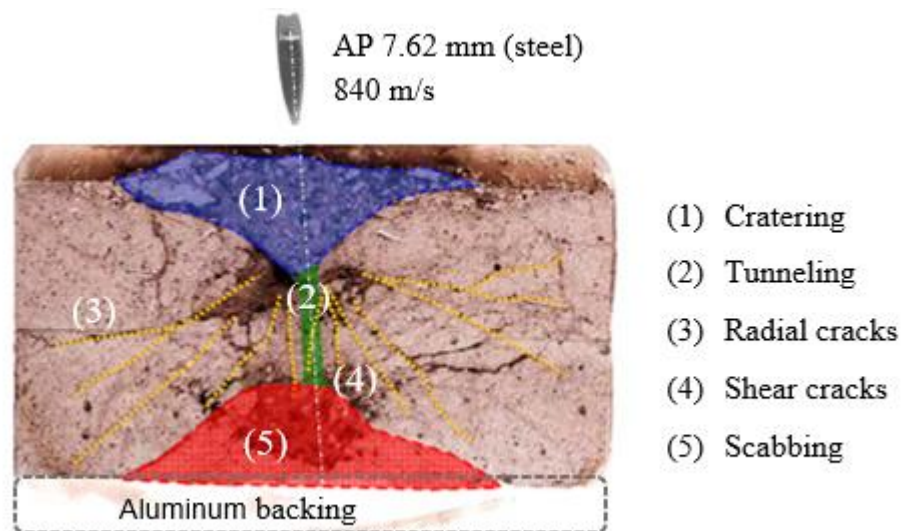 AP 7.62 mm (steel)
840 m/s
(1)
(2)
(3)
(4)
(5)
Aluminum backing
(1) Cratering
(2) Tunneling
(3) Radial cracks
(4) Shear cracks
(5) Scabbing